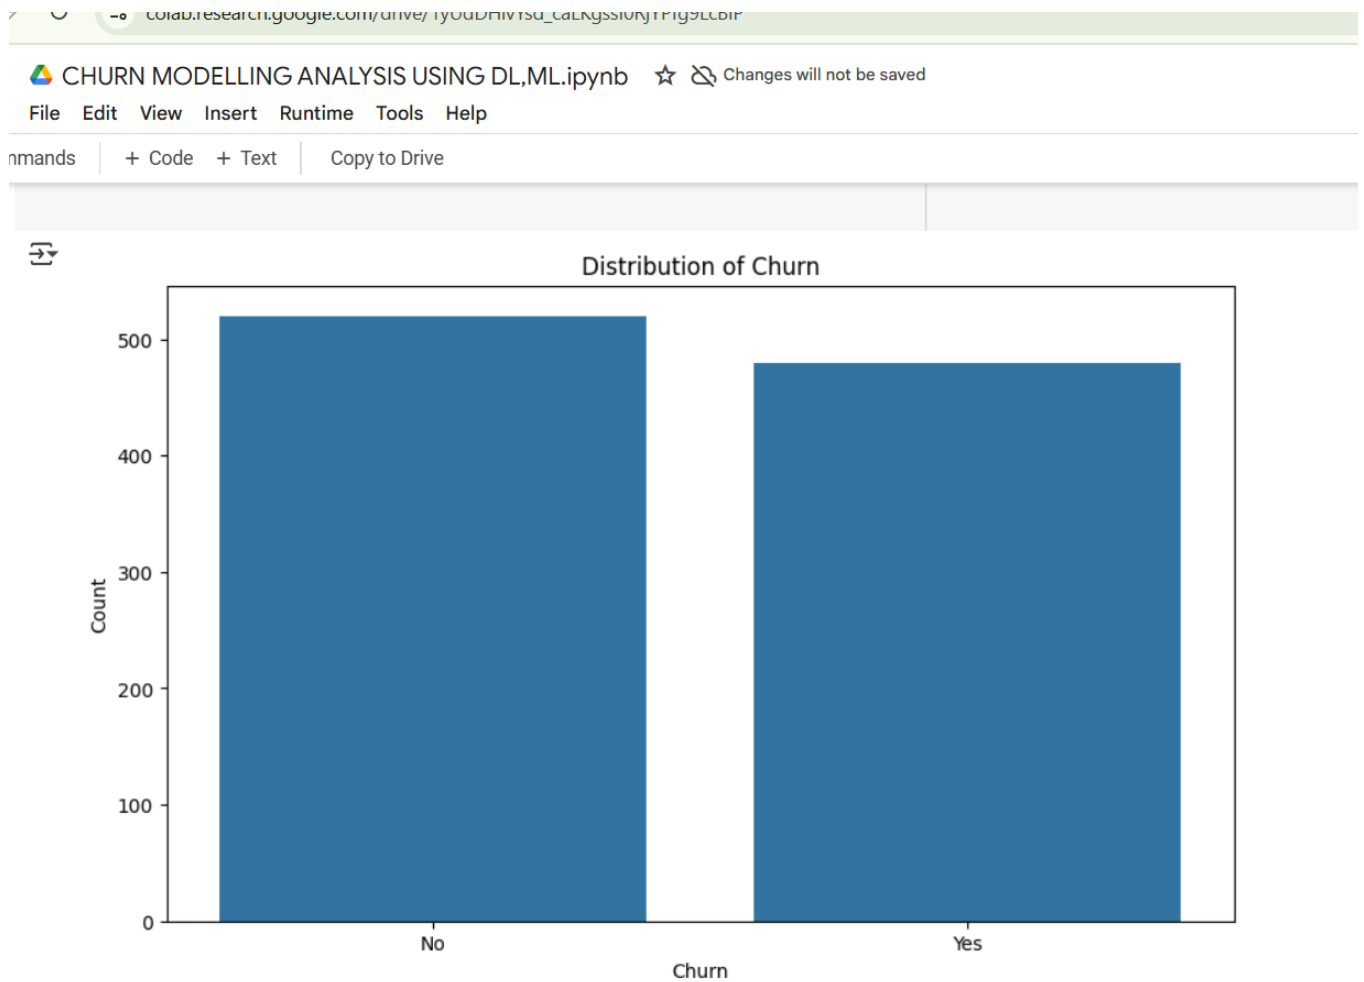 CHURN MODELLING ANALYSIS USING DL,ML.ipynb Changes will not be saved
File Edit View Insert Runtime Tools Help
+ Code + Text Copy to Drive
Distribution of Churn
500
400
300
200
100
0
Count
No Yes
Churn